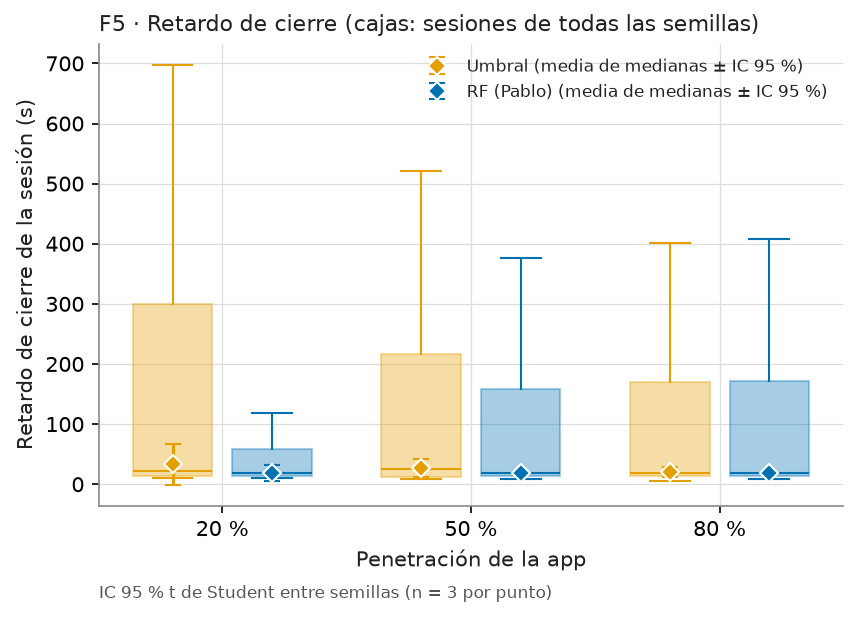 F5 · Retardo de cierre (cajas: sesiones de todas las semillas)
Umbral (media de medianas ± IC 95 %)
RF (Pablo) (media de medianas ± IC 95 %)
Retardo de cierre de la sesión (s)
700
600
500
400
300
200
100
0
20 %
50 %
80 %
Penetración de la app
IC 95 % t de Student entre semillas (n = 3 por punto)